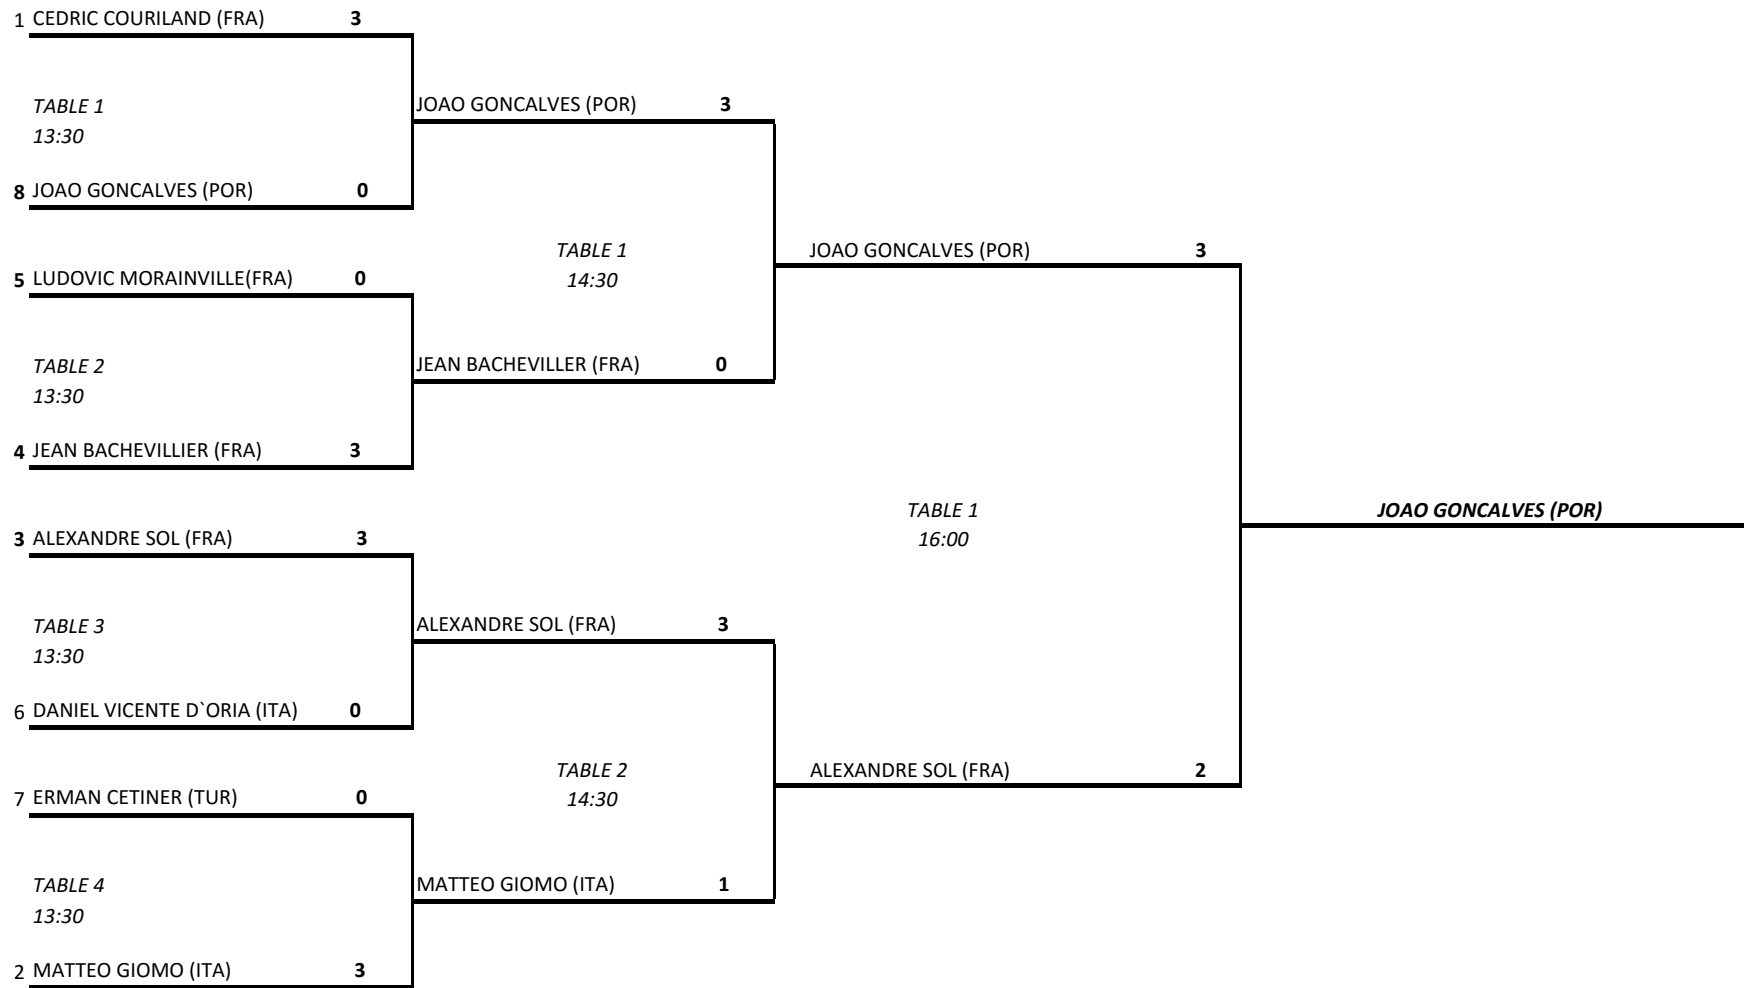 1 CEDRIC COURILAND (FRA) 3
TABLE 1
13:30
JOAO GONCALVES (POR) 3
8 JOAO GONCALVES (POR) 0
TABLE 1
14:30
JOAO GONCALVES (POR) 3
5 LUDOVIC MORAINVILLE(FRA) 0
TABLE 2
13:30
JEAN BACHEVILLER (FRA) 0
4 JEAN BACHEVILLIER (FRA) 3
TABLE 1
16:00
JOAO GONCALVES (POR)
3 ALEXANDRE SOL (FRA) 3
TABLE 3
13:30
ALEXANDRE SOL (FRA) 3
6 DANIEL VICENTE D`ORIA (ITA) 0
TABLE 2
14:30
ALEXANDRE SOL (FRA) 2
7 ERMAN CETINER (TUR) 0
TABLE 4
13:30
MATTEO GIOMO (ITA) 1
2 MATTEO GIOMO (ITA) 3